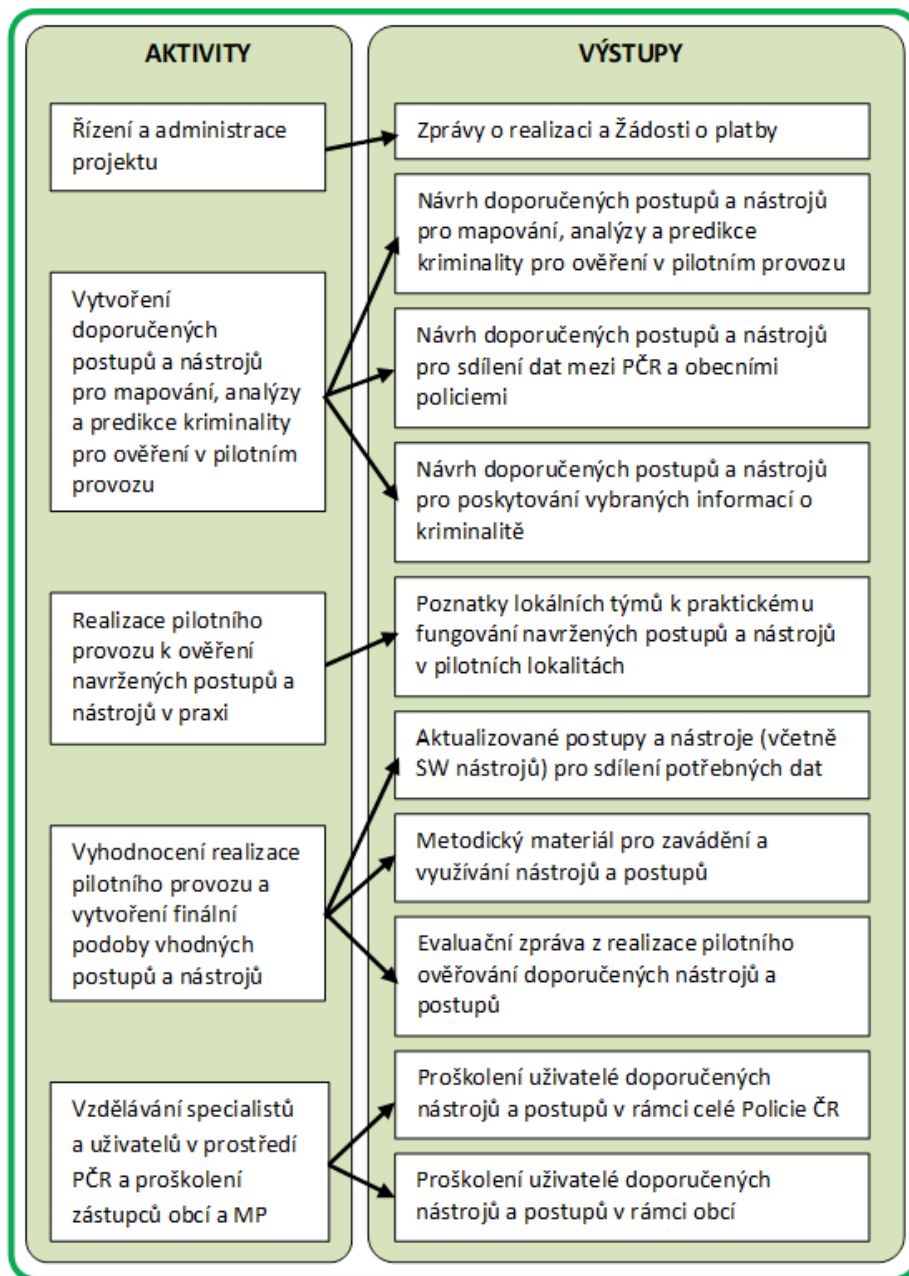 AKTIVITY
Řízení a administrace
projektu
Vytvoření
doporučených
postupů a nástrojů
pro mapování, analýzy
a predikce kriminality
pro ověření v pilotním
provozu
Realizace pilotního
provozu k ověření
navržených postupů a
nástrojů v praxi
Vyhodnocení realizace
pilotního provozu a
vytvoření finální
podoby vhodných
postupů a nástrojů
Vzdělávání specialistů
a uživatelů v prostředí
PČR a proškolení
zástupců obcí a MP
VÝSTUPY
Zprávy o realizaci a Žádosti o platby
Návrh doporučených postupů a nástrojů
pro mapování, analýzy a predikce
kriminality pro ověření v pilotním provozu
Návrh doporučených postupů a nástrojů
pro sdílení dat mezi PČR a obecními
policiemi
Návrh doporučených postupů a nástrojů
pro poskytování vybraných informací o
kriminalitě
Poznatky lokálních týmů k praktickému
fungování navržených postupů a nástrojů
v pilotních lokalitách
Aktualizované postupy a nástroje (včetně
SW nástrojů) pro sdílení potřebných dat
Metodický materiál pro zavádění a
využívání nástrojů a postupů
Evaluační zpráva z realizace pilotního
ověřování doporučených nástrojů a
postupů
Proškolení uživatelé doporučených
nástrojů a postupů v rámci celé Policie ČR
Proškolení uživatelé doporučených
nástrojů a postupů v rámci obcí